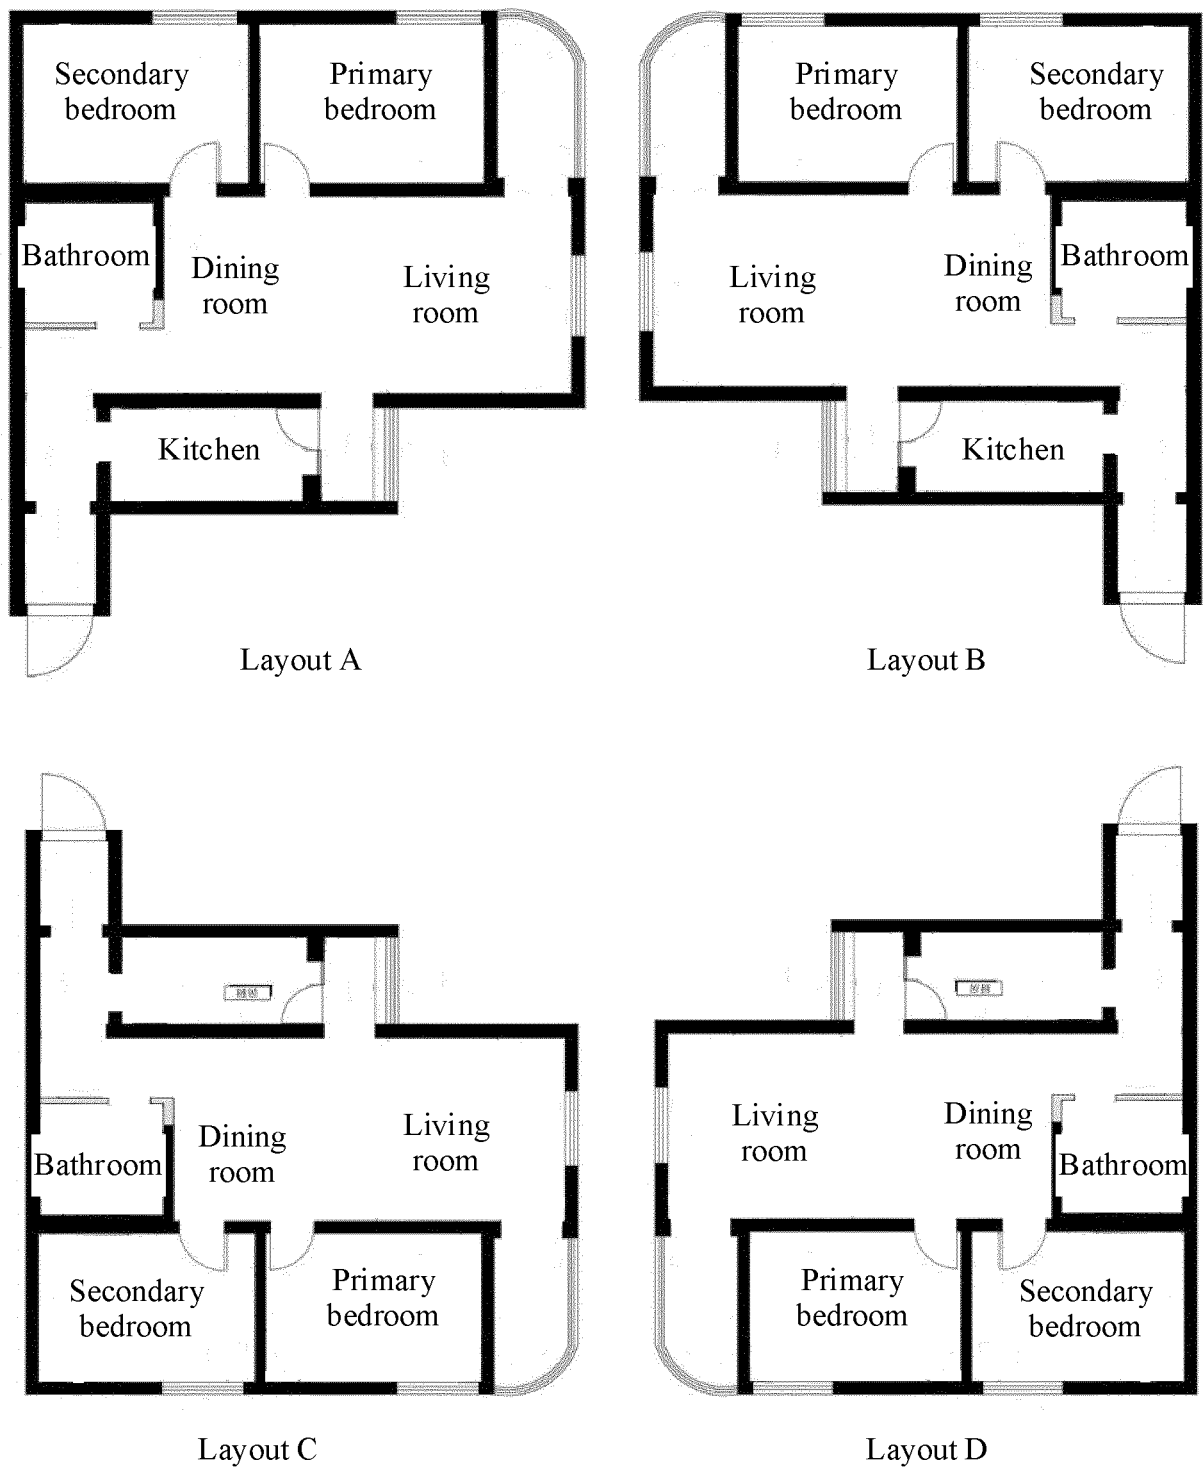 Secondary
bedroom
Primary
bedroom
Bathroom
Dining
room
Living
room
Kitchen
Layout A
Primary
bedroom
Secondary
bedroom
Living
room
Dining
room
Bathroom
Kitchen
Layout B
Dining
room
Living
room
Bathroom
Secondary
bedroom
Primary
bedroom
Layout C
Living
room
Dining
room
Bathroom
Primary
bedroom
Secondary
bedroom
Layout D